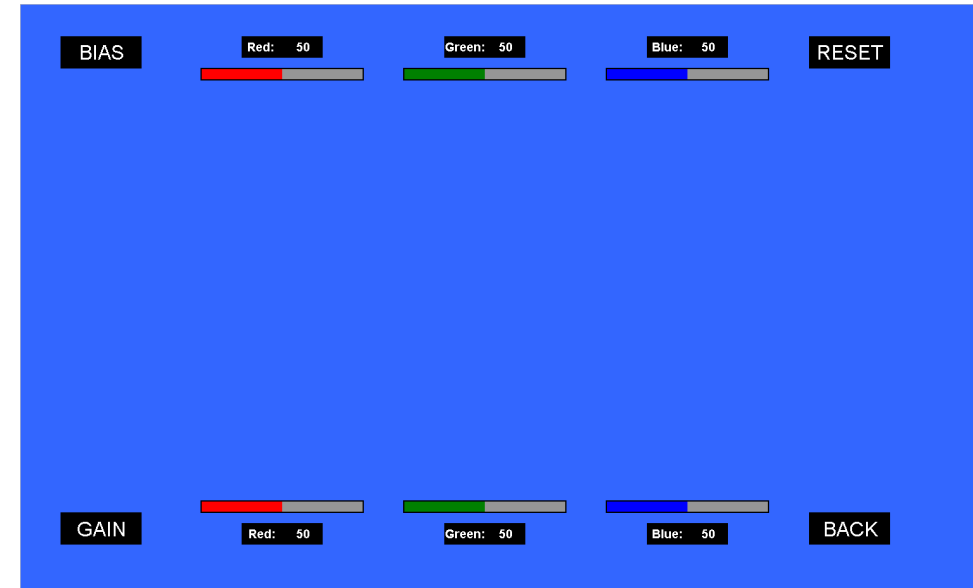 BIAS
Red: 50
Green: 50
Blue: 50
RESET
GAIN
Red: 50
Green: 50
Blue: 50
BACK